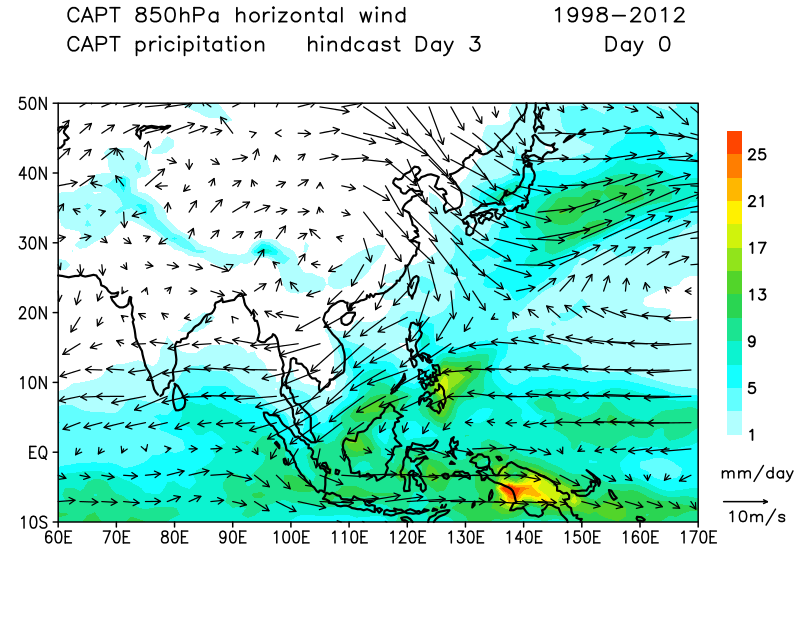 CAPT 850hPa horizontal wind 1998−2012
CAPT pricipitation hindcast Day 3 Day 0
50N
40N
30N
20N
10N
EQ
10S
60E 70E 80E 90E 100E 110E 120E 130E 140E 150E 160E 170E
25
21
17
13
9
5
1
mm/day
10m/s